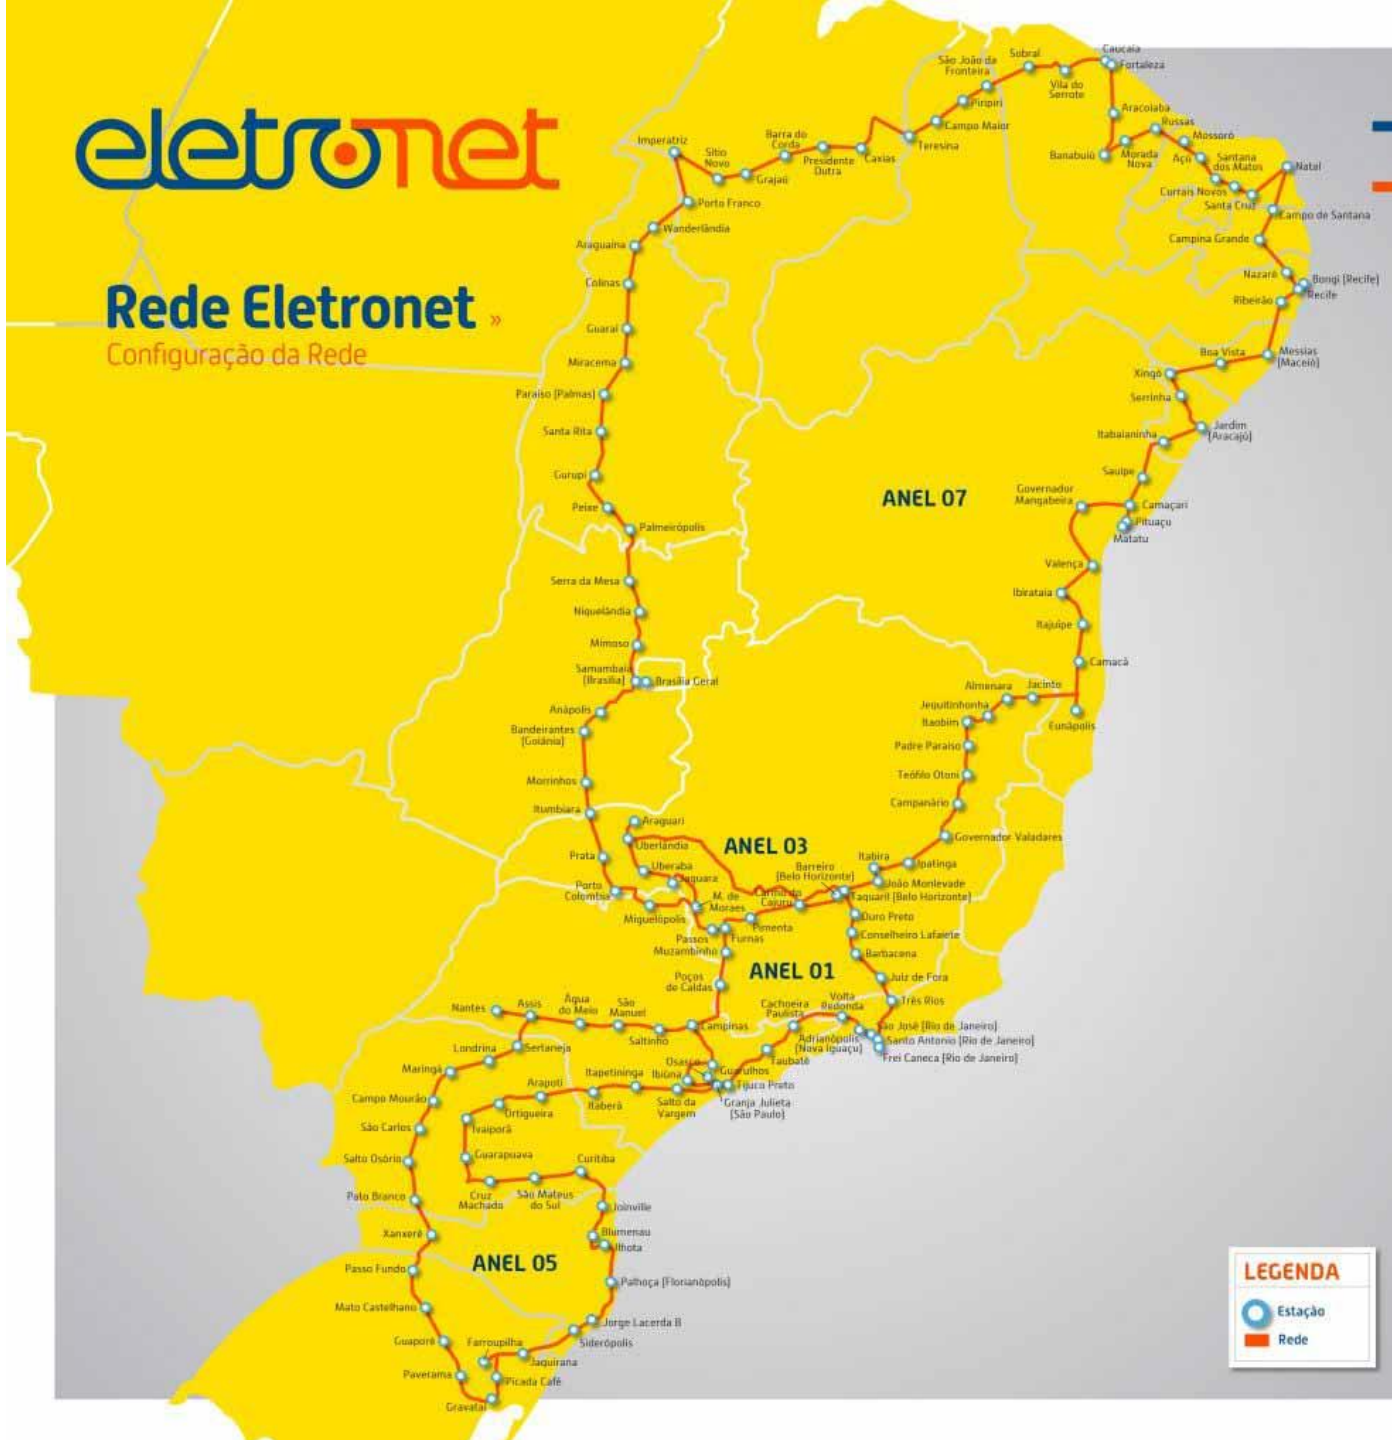 eletronet
Rede Eletronet »
Configuração da Rede
Caucaia
Fortaleza
Sobral
São João da
Fronteira
Vila do
Serrote
Piripiri
Campo Maior
Teresina
Caxias
Presidente
Dutra
Barra do
Corda
Grajaú
Sítio
Novo
Imperatriz
Porto Franco
Wanderlândia
Araguaína
Colinas
Guaraí
Miracema
Paraíso (Palmas)
Santa Rita
Gurupi
Peixe
Palmeirópolis
Serra da Mesa
Niquelândia
Mimoso
Samambaia
(Brasília)
Brasília Geral
Anápolis
Bandeirantes
(Goiânia)
Morrinhos
Itumbiara
Prata
Porto
Colombia
Miguelópolis
Aracoiaba
Banabuiú
Morada
Nova
Russas
Mossoró
Açú
Santana
dos Matos
Currais Novos
Santa Cruz
Natal
Campo de Santana
Campina Grande
Nazaré
Bongi (Recife)
Recife
Ribeirão
Messias
(Maceió)
Boa Vista
Xingó
Serrinha
Jardim
(Aracajú)
Itabaianinha
Sauípe
Camaçari
Pituaçu
Matatu
Governador
Mangabeira
Valença
Ibirataia
Itajuípe
Camacã
Eunápolis
Jacinto
Almenara
Jequitinhonha
Itaobim
Padre Paraíso
Teófilo Otoni
Campanário
Governador Valadares
Ipatinga
Itabira
João Monlevade
Taquaril (Belo Horizonte)
Barreiro
(Belo Horizonte)
ANEL 07
ANEL 03
Araguari
Uberlândia
Uberaba
Jaguara
M. de
Moraes
Carmo do
Cajuru
Pimenta
Passos
Furnas
Muzambinho
Poços
de Caldas
ANEL 01
Ouro Preto
Conselheiro Lafaiete
Barbacena
Juiz de Fora
Três Rios
São José (Rio de Janeiro)
Santo Antonio (Rio de Janeiro)
Frei Caneca (Rio de Janeiro)
Adrianópolis
(Nova Iguaçu)
Volta
Redonda
Cachoeira
Paulista
Taubaté
Campinas
Saltinho
São
Manuel
Água
do Meio
Assis
Nantes
Sertaneja
Londrina
Maringá
Campo Mourão
São Carlos
Salto Osório
Pato Branco
Xanxerê
Passo Fundo
Mato Castelhano
Guaporé
Paverama
Gravataí
Osasco
Guarulhos
Ibiúna
Tijuco Preto
Granja Julieta
(São Paulo)
Salto da
Vargem
Itapetininga
Itaberá
Arapoti
Ortigueira
Ivaiporã
Guarapuava
Cruz
Machado
São Mateus
do Sul
Curitiba
Joinville
Blumenau
Ilhota
Palhoça (Florianópolis)
Jorge Lacerda B
Siderópolis
Jaquirana
Farroupilha
Picada Café
ANEL 05
LEGENDA
Estação
Rede